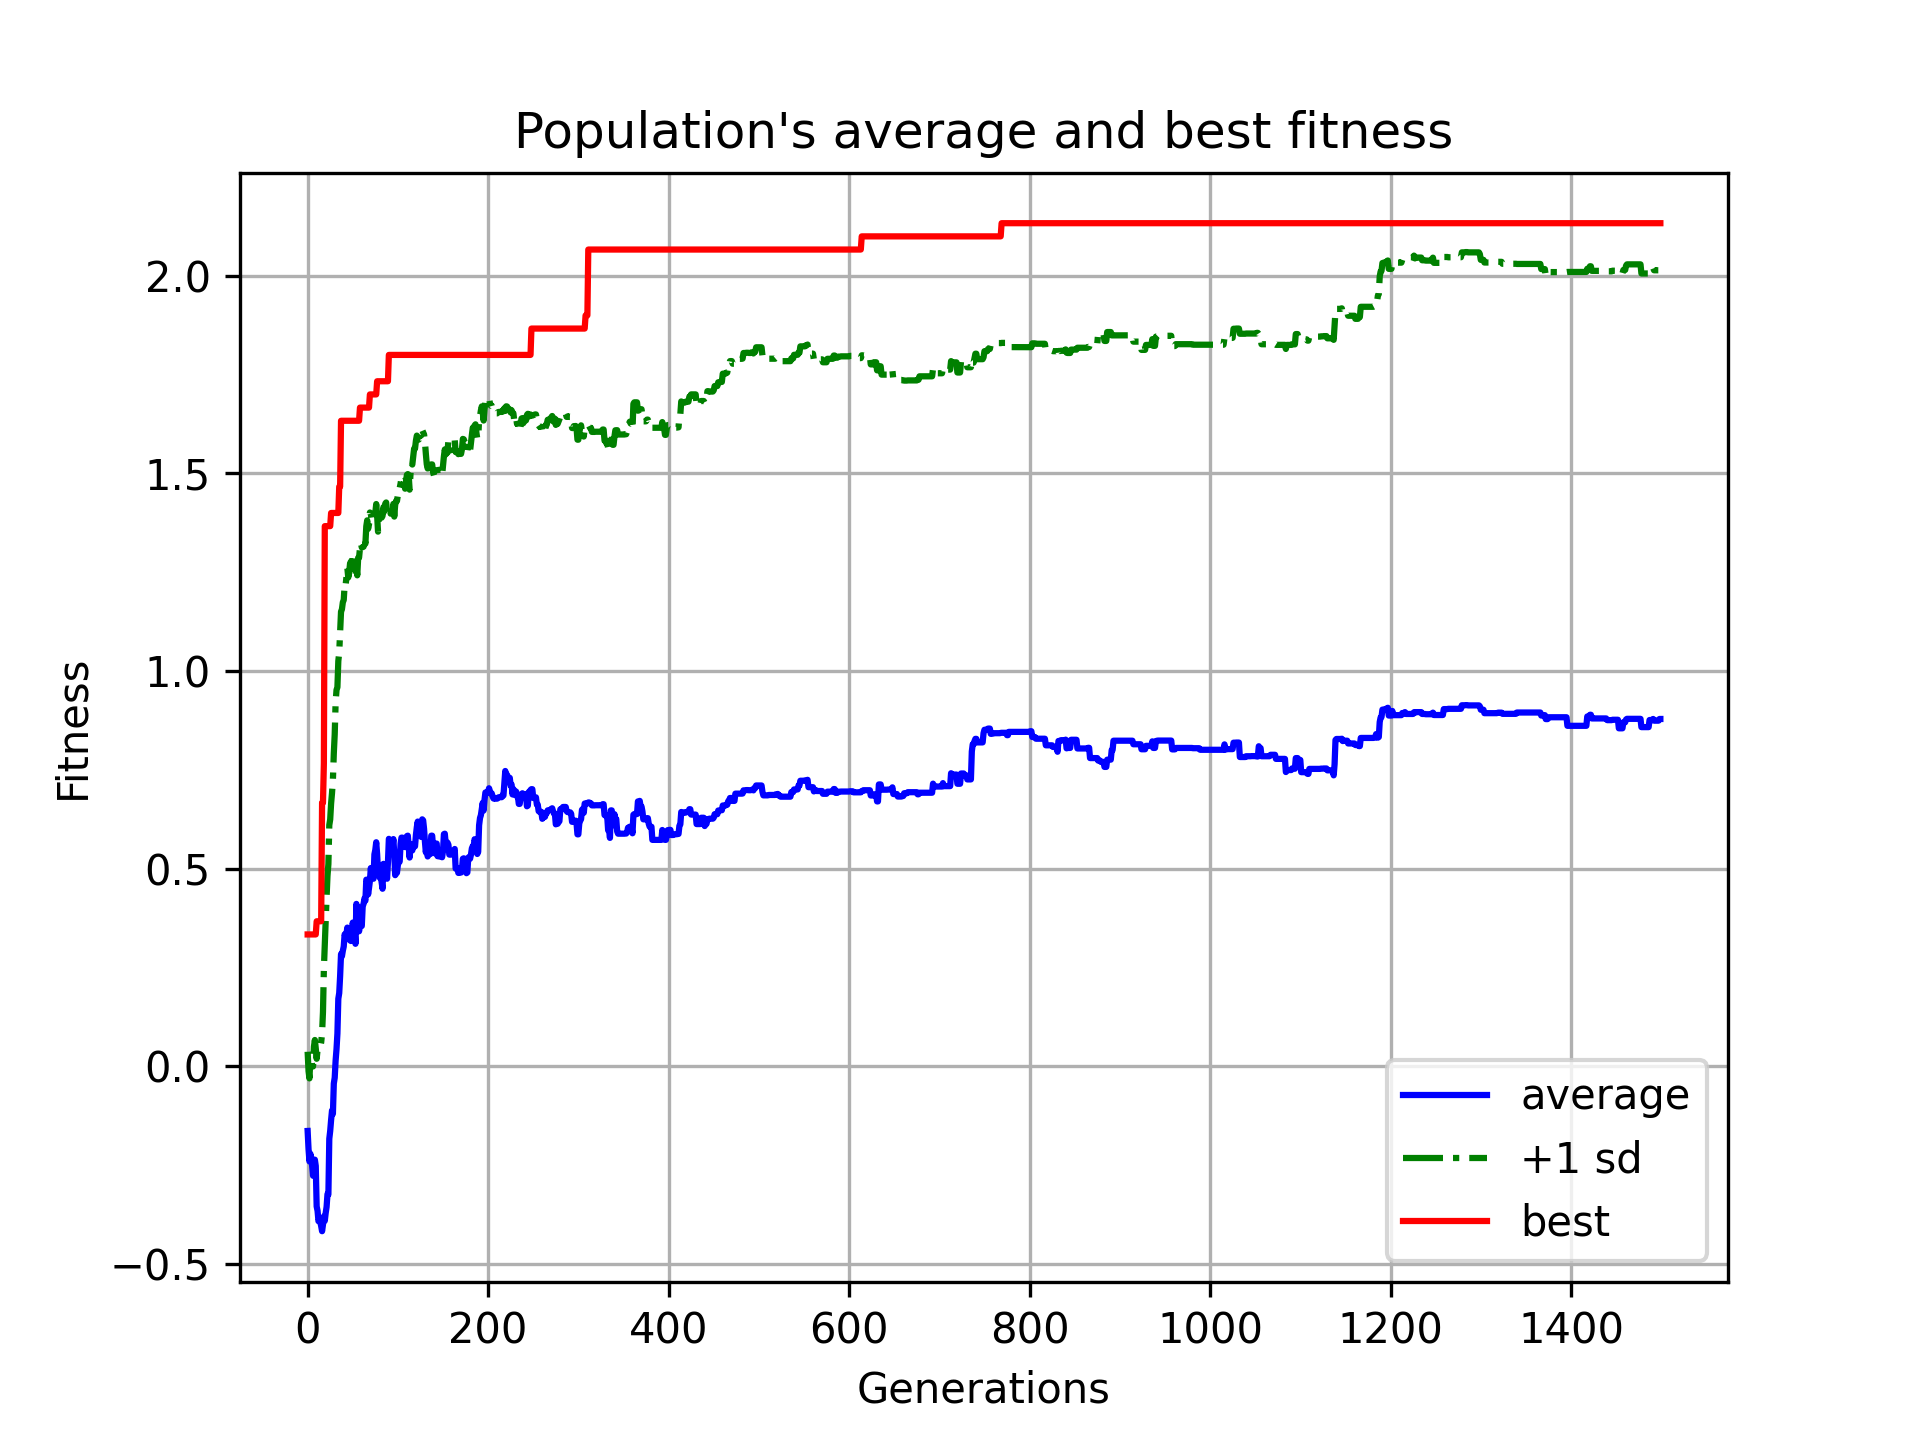 Population's average and best fitness
Fitness
2.0
1.5
1.0
0.5
0.0
−0.5
0 200 400 600 800 1000 1200 1400
Generations
average
+1 sd
best